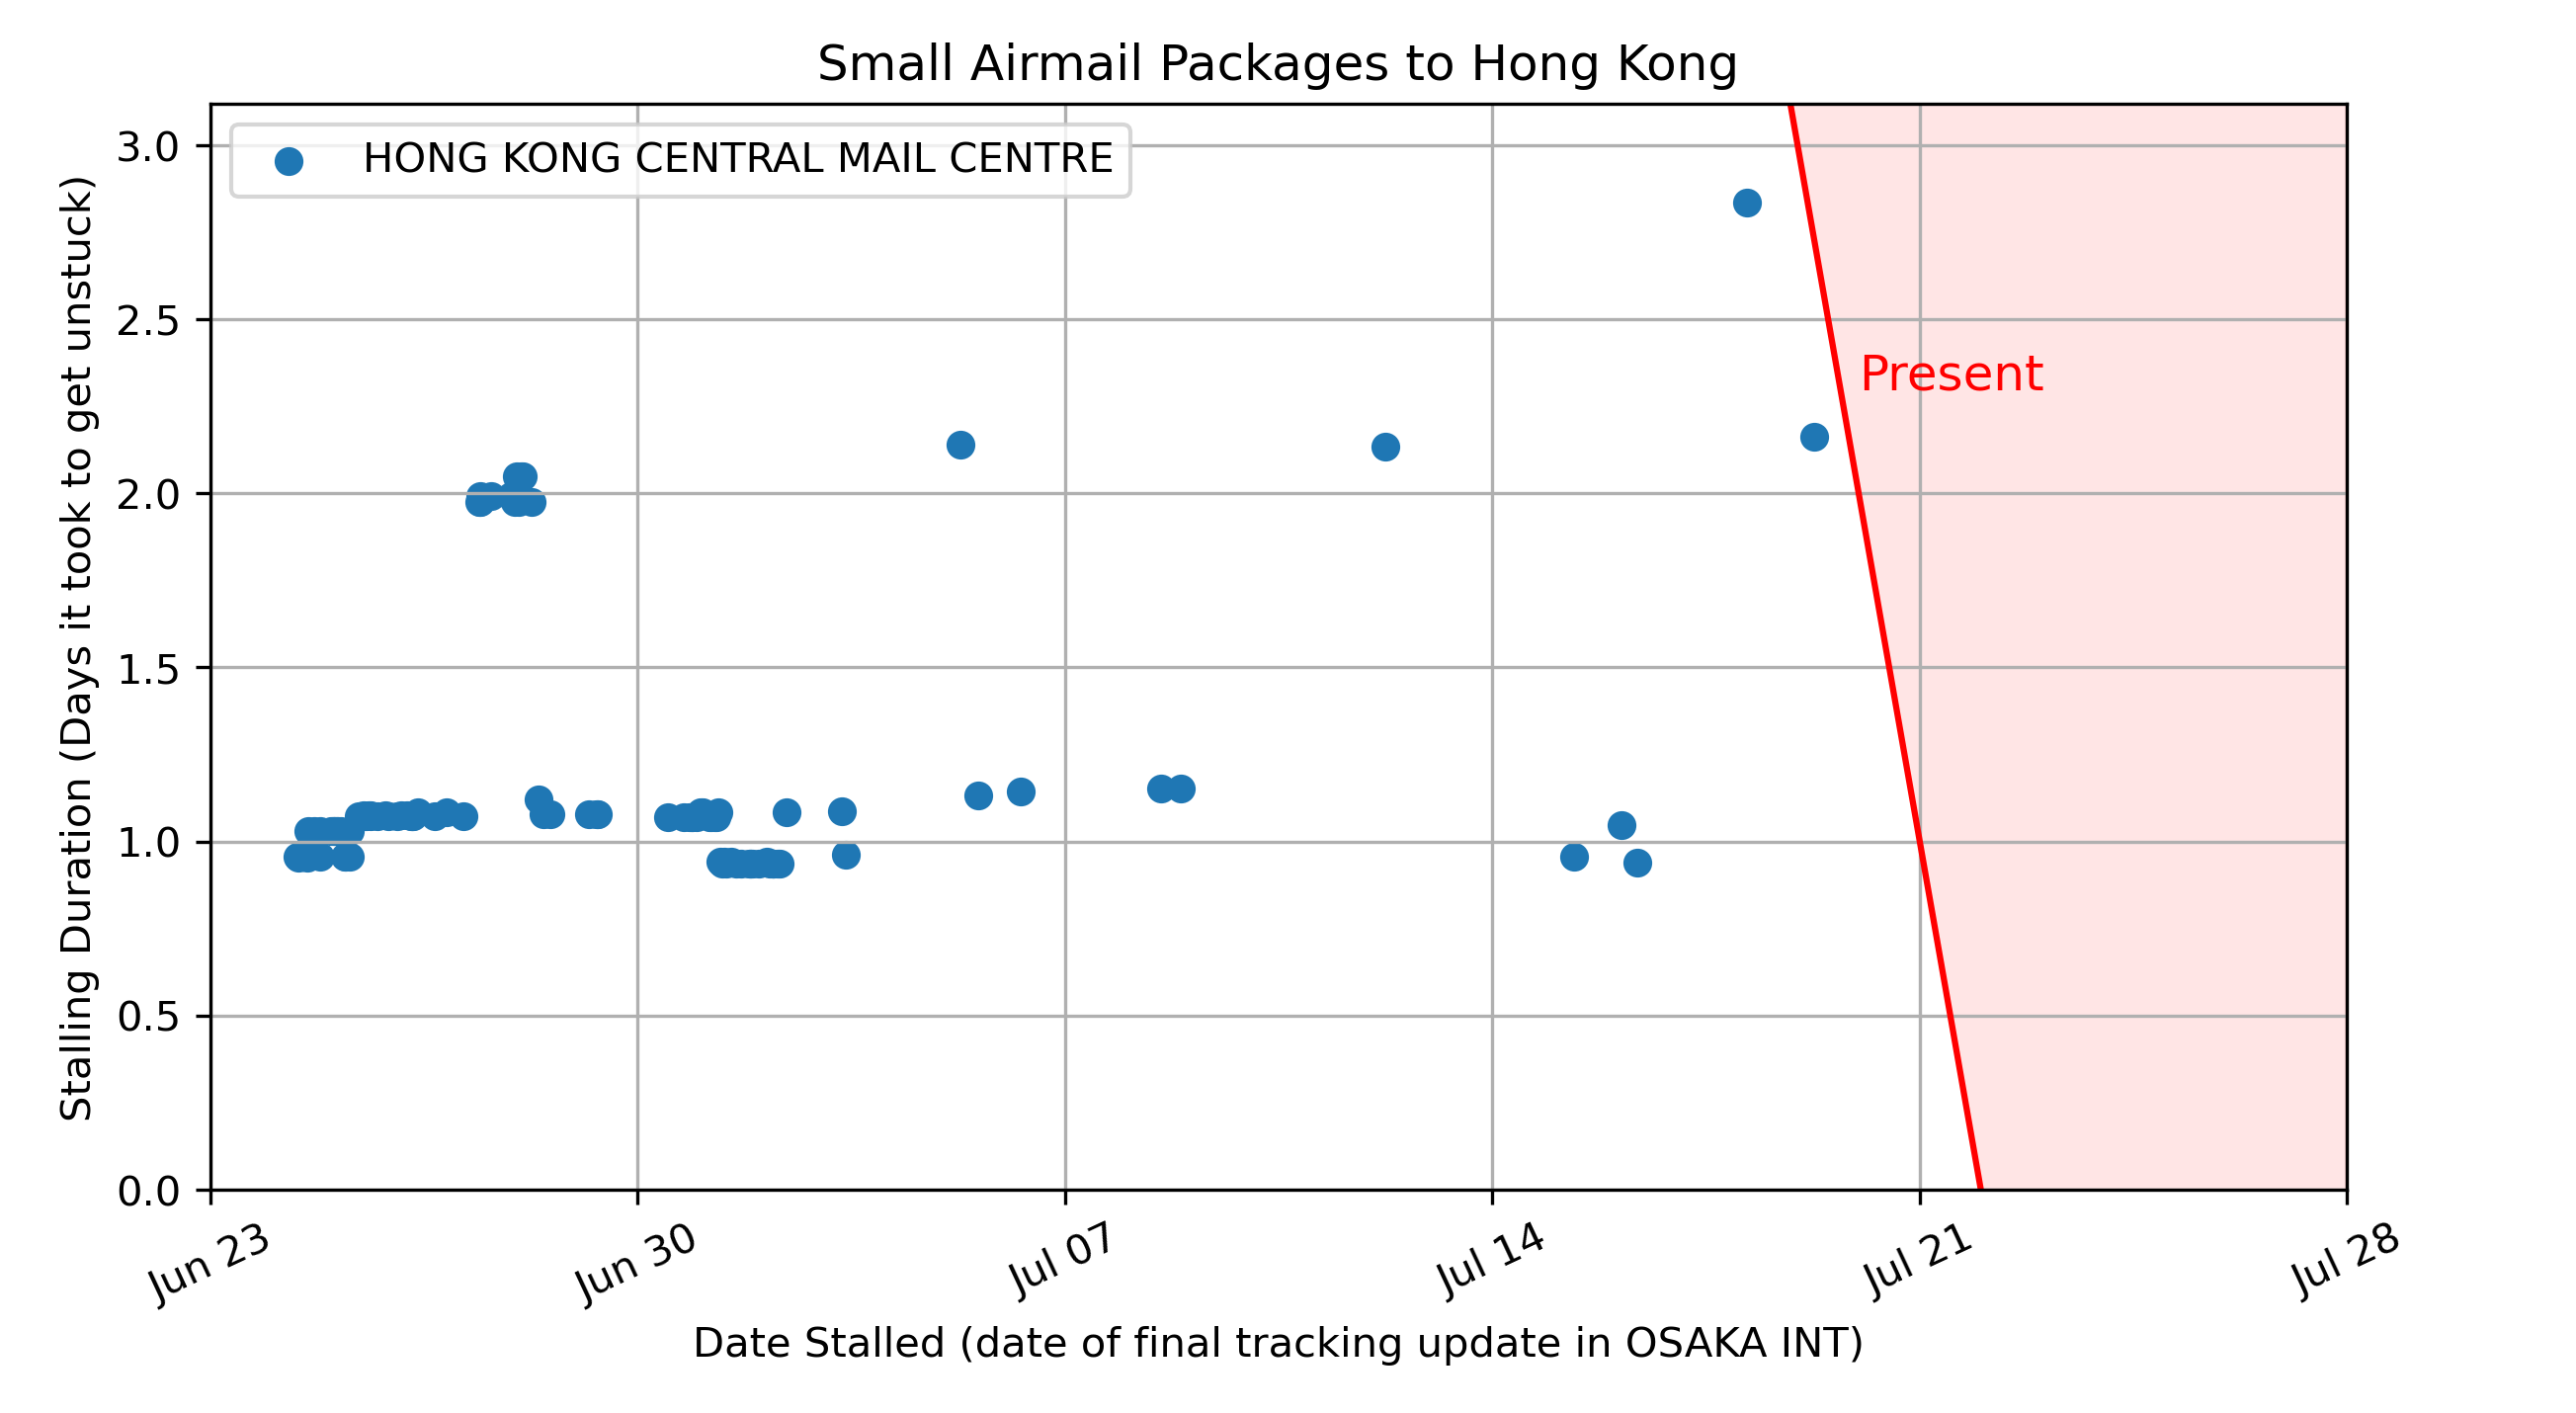 Small Airmail Packages to Hong Kong
HONG KONG CENTRAL MAIL CENTRE
Present
Stalling Duration (Days it took to get unstuck)
3.0
2.5
2.0
1.5
1.0
0.5
0.0
Jun 23
Jun 30
Jul 07
Jul 14
Jul 21
Jul 28
Date Stalled (date of final tracking update in OSAKA INT)